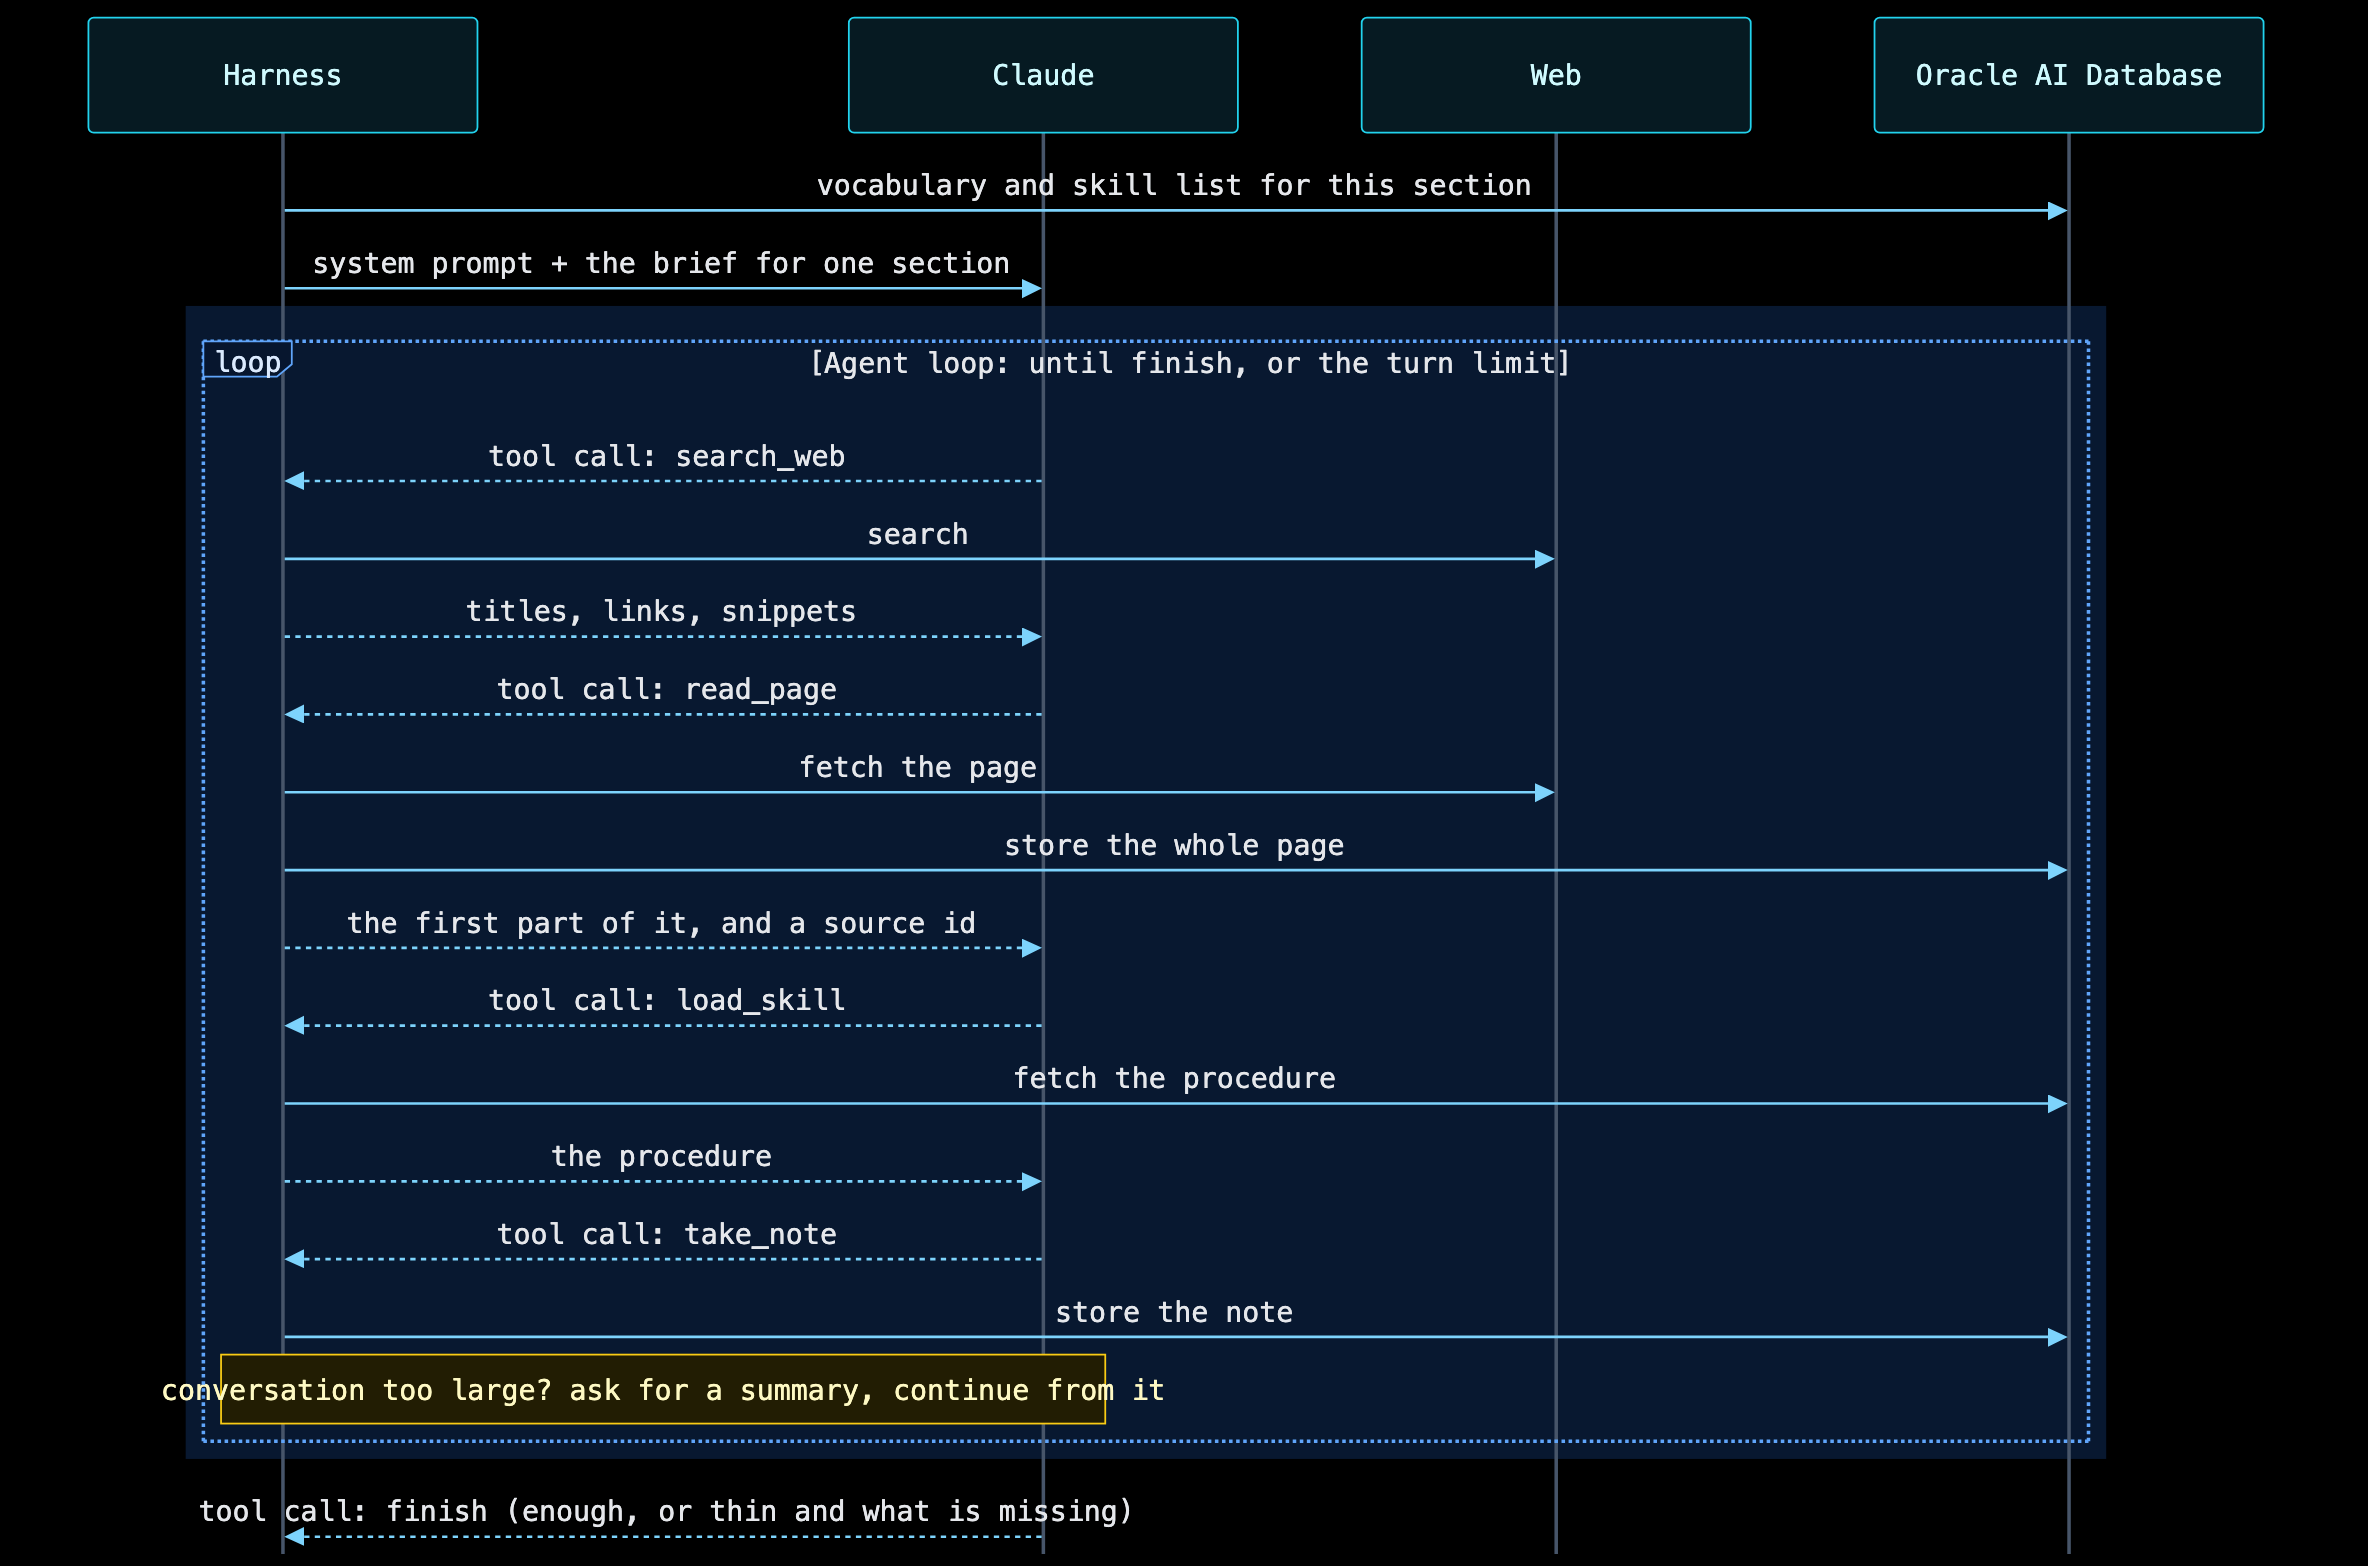 Harness
Claude
Web
Oracle AI Database
vocabulary and skill list for this section
system prompt + the brief for one section
loop
[Agent loop: until finish, or the turn limit]
tool call: search_web
search
titles, links, snippets
tool call: read_page
fetch the page
store the whole page
the first part of it, and a source id
tool call: load_skill
fetch the procedure
the procedure
tool call: take_note
store the note
conversation too large? ask for a summary, continue from it
tool call: finish (enough, or thin and what is missing)